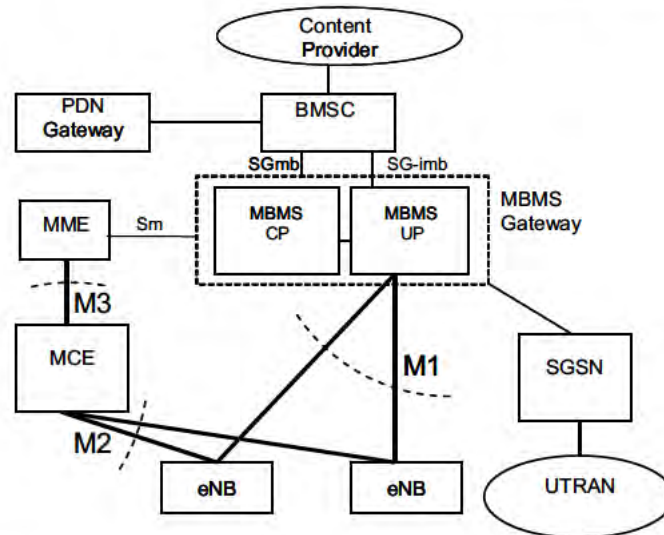 Content
Provider
PDN
Gateway
BMSC
SGmb
SG-imb
MBMS
CP
MBMS
UP
MBMS
Gateway
MME
Sm
M3
MCE
M1
SGSN
M2
eNB
eNB
UTRAN